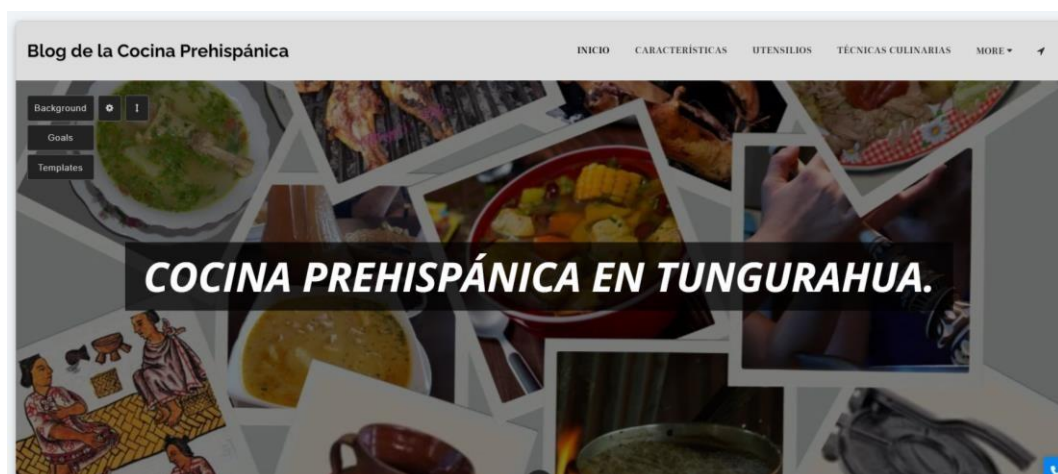 Blog de la Cocina Prehispánica
INICIO CARACTERÍSTICAS UTENSILIOS TÉCNICAS CULINARIAS MORE
Background
Goals
Templates
COCINA PREHISPÁNICA EN TUNGURAHUA.